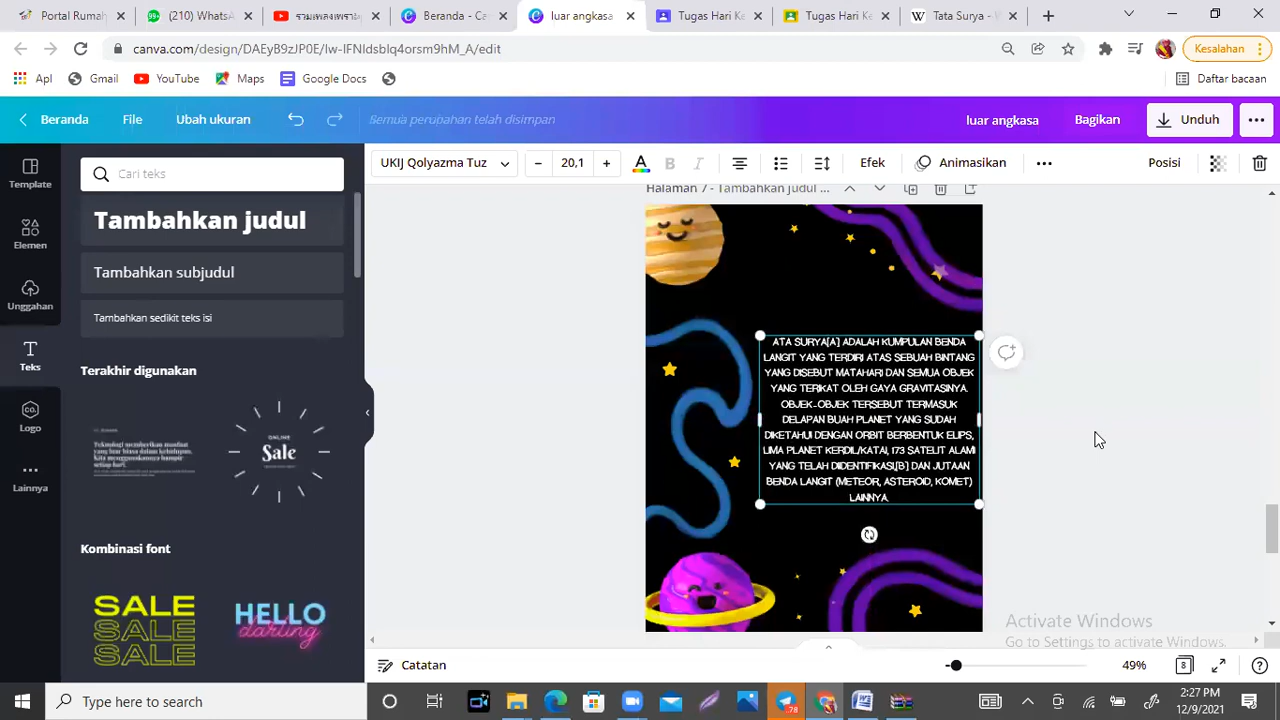 Portal Rumah
(210) WhatsA
Beranda - Ca
luar angkasa
Tugas Hari Ke
Tugas Hari Ke
Tata Surya - W
canva.com/design/DAEyB9zJP0E/Iw-IFNIdsbIq4orsm9hM_A/edit
Kesalahan
Apl
Gmail
YouTube
Maps
Google Docs
Daftar bacaan
Beranda
File
Ubah ukuran
Semua perubahan telah disimpan
luar angkasa
Bagikan
Unduh
Template
Elemen
Unggahan
Teks
Logo
CO.
Lainnya
Cari teks
Tambahkan judul
Tambahkan subjudul
Tambahkan sedikit teks isi
Terakhir digunakan
Teknologi memberikan manfaat
ONLINE
Sale
Kombinasi font
SALE
SALE
SALE
HELLO
darling
UKIJ Qolyazma Tuz
20,1
A
B
I
Efek
Animasikan
Posisi
Halaman 7 - Tambahkan judul ...
ATA SURYA[A] ADALAH KUMPULAN BENDA
LANGIT YANG TERDIRI ATAS SEBUAH BINTANG
YANG DISEBUT MATAHARI DAN SEMUA OBJEK
YANG TERIKAT OLEH GAYA GRAVITASINYA.
OBJEK-OBJEK TERSEBUT TERMASUK
DELAPAN BUAH PLANET YANG SUDAH
DIKETAHUI DENGAN ORBIT BERBENTUK ELIPS,
LIMA PLANET KERDIL/KATAI, 173 SATELIT ALAMI
YANG TELAH DIIDENTIFIKASI[B] DAN JUTAAN
BENDA LANGIT (METEOR, ASTEROID, KOMET)
LAINNYA.
Activate Windows
Go to Settings to activate Windows.
Catatan
49%
8
Type here to search
78
2:27 PM
12/9/2021